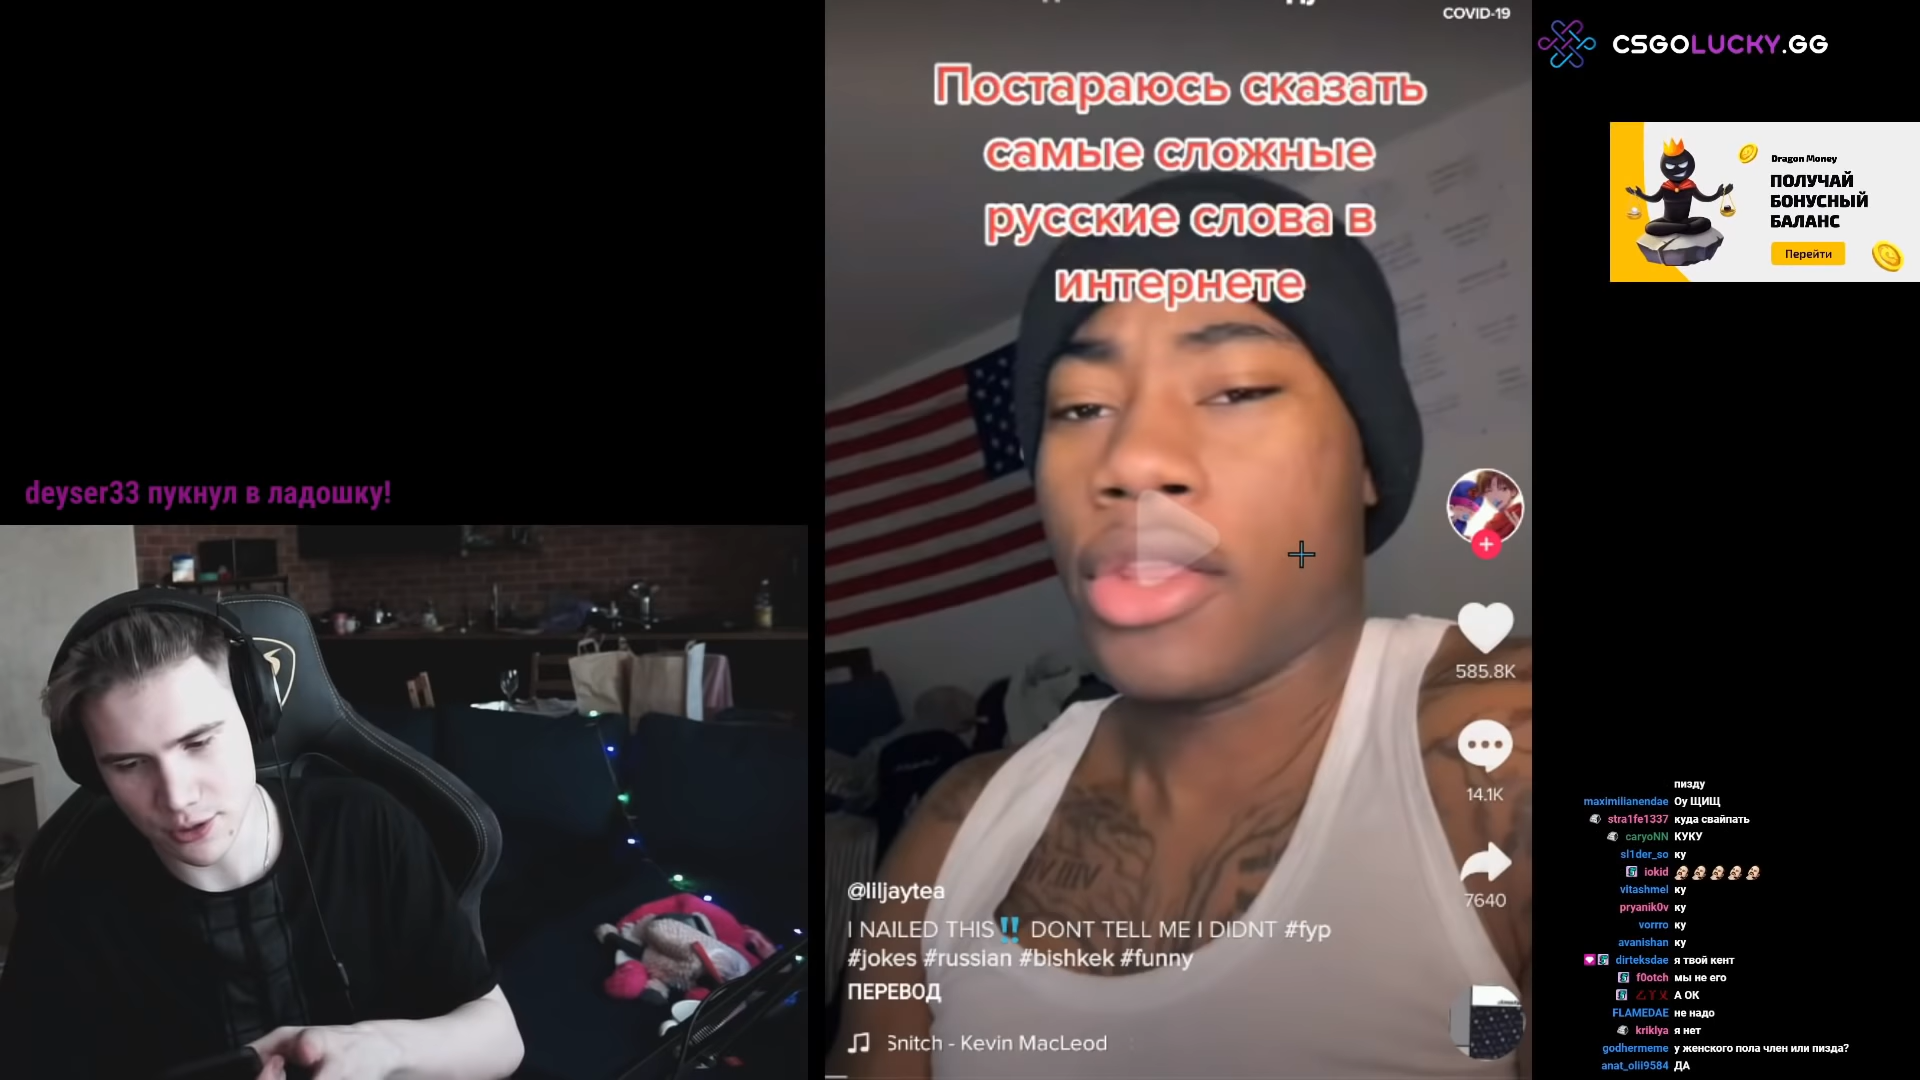 COVID-19
Постараюсь сказать
самые сложные
русские слова в
интернете
CSGOLUCKY.GG
Dragon Money
ПОЛУЧАЙ
БОНУСНЫЙ
БАЛАНС
Перейти
deyser33 пукнул в ладошку!
585.8K
14.1K
7640
@liljaytea
I NAILED THIS‼️ DONT TELL ME I DIDNT #fyp
#jokes #russian #bishkek #funny
ПЕРЕВОД
Snitch - Kevin MacLeod
пизду
maximilianendae Оу ЩИЩ
stra1fe1337 куда свайпать
caryoNN КУКУ
sl1der_so ку
iokid
vitashmel ку
pryanik0v ку
vorrro ку
avanishan ку
dirteksdae я твой кент
f0otch мы не его
А ОК
FLAMEDAE не надо
kriklya я нет
godhermeme у женского пола член или пизда?
anat_olii9584 ДА